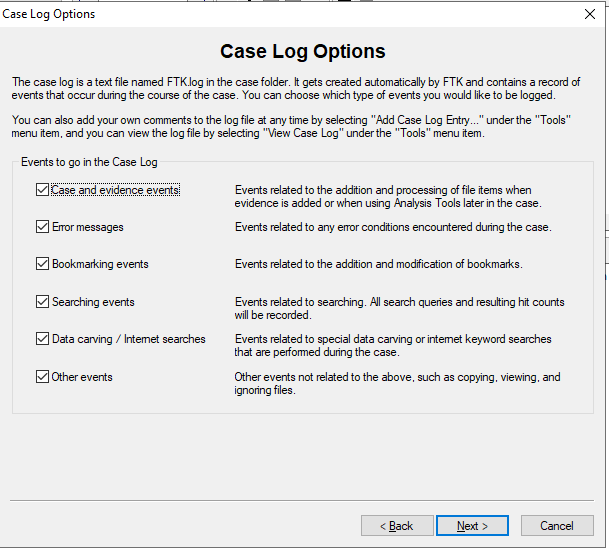 Case Log Options
Case Log Options
The case log is a text file named FTK.log in the case folder. It gets created automatically by FTK and contains a record of
events that occur during the course of the case. You can choose which type of events you would like to be logged.
You can also add your own comments to the log file at any time by selecting "Add Case Log Entry..." under the "Tools"
menu item, and you can view the log file by selecting "View Case Log" under the "Tools" menu item.
Events to go in the Case Log
Case and evidence events
Events related to the addition and processing of file items when
evidence is added or when using Analysis Tools later in the case.
Error messages
Events related to any error conditions encountered during the case.
Bookmarking events
Events related to the addition and modification of bookmarks.
Searching events
Events related to searching. All search queries and resulting hit counts
will be recorded.
Data carving / Internet searches
Events related to special data carving or internet keyword searches
that are performed during the case.
Other events
Other events not related to the above, such as copying, viewing, and
ignoring files.
< Back
Next >
Cancel